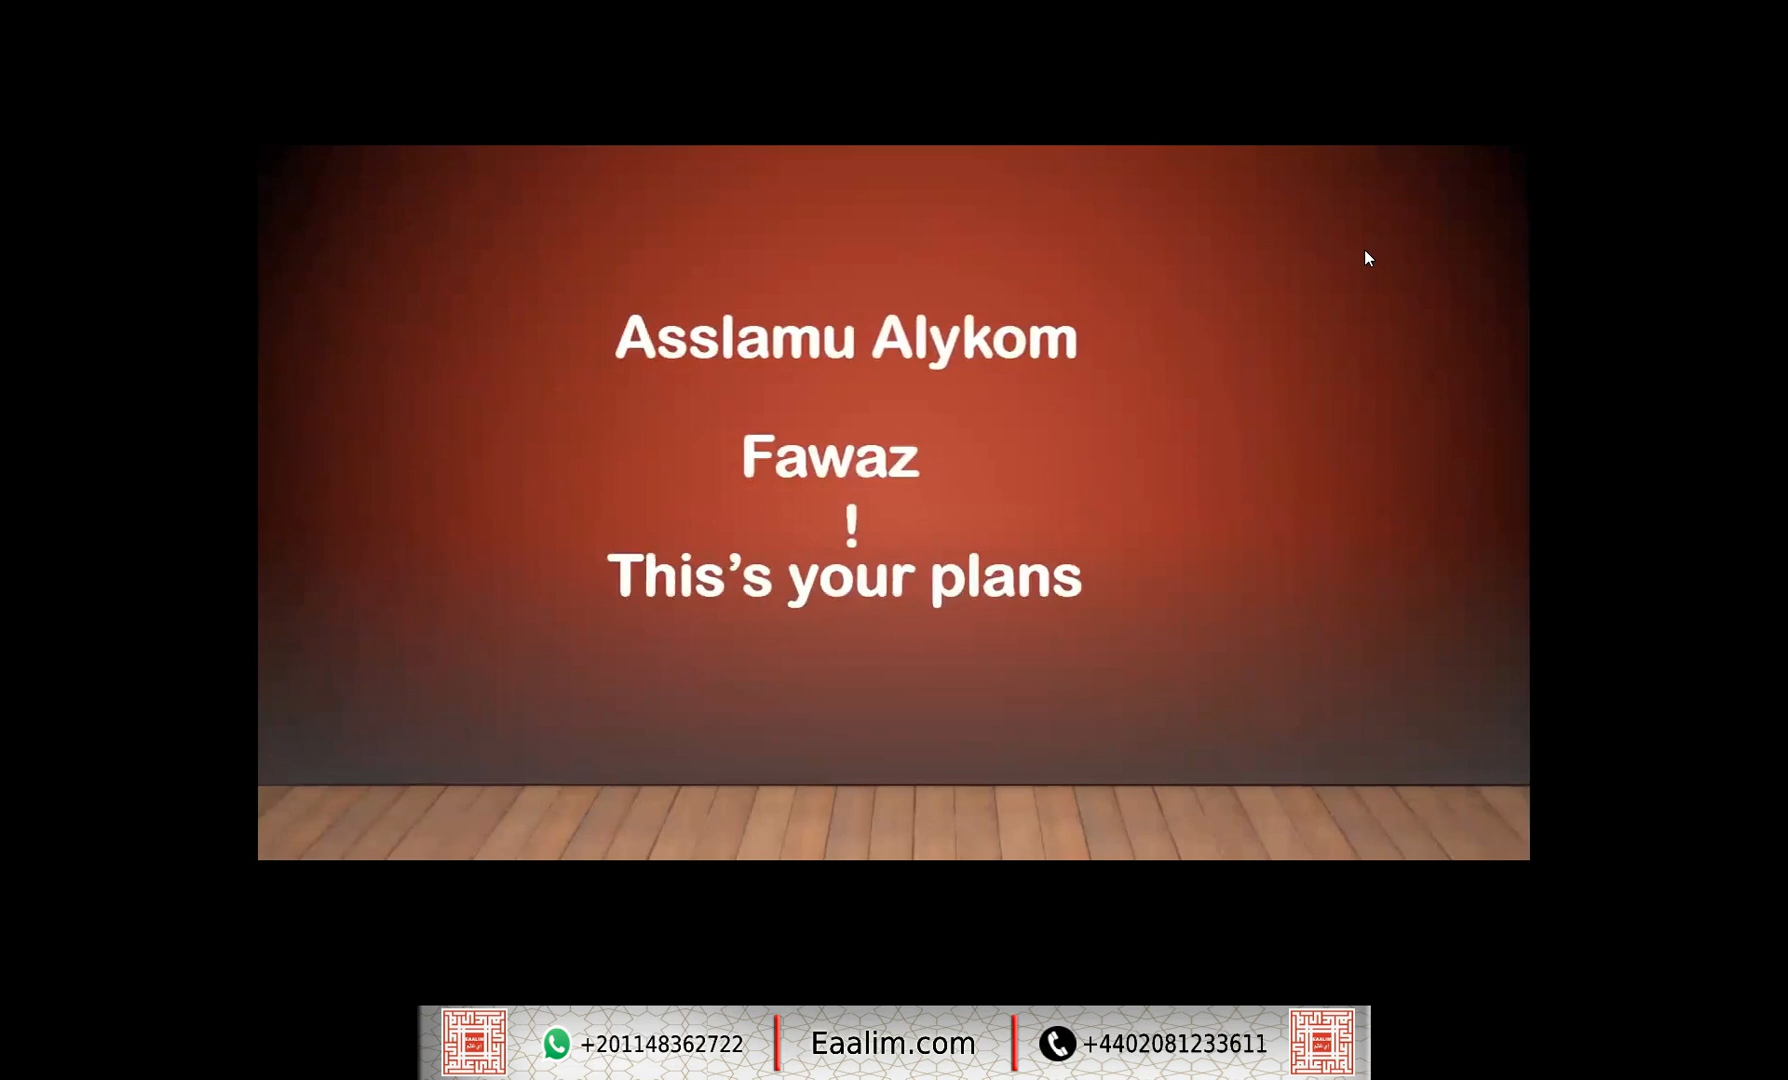 Asslamu Alykom
Fawaz
!
This’s your plans
+201148362722
Eaalim.com
+4402081233611